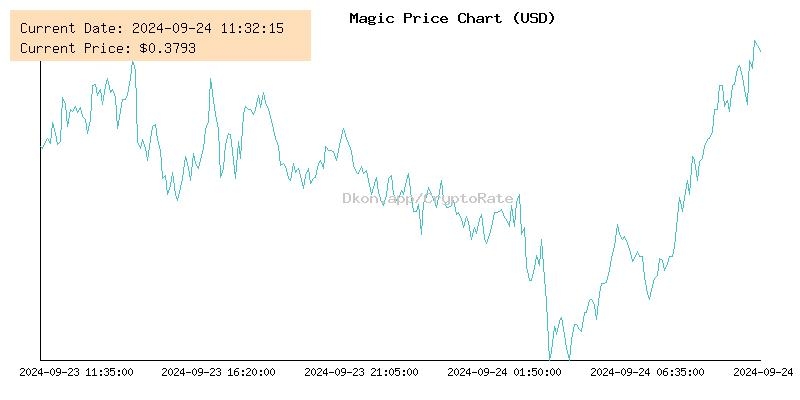 Magic Price Chart (USD)
Current Date: 2024-09-24 11:32:15
Current Price: $0.3793
Dkon.app/CryptoRate
2024-09-23 11:35:00 2024-09-23 16:20:00 2024-09-23 21:05:00 2024-09-24 01:50:00 2024-09-24 06:35:00 2024-09-24